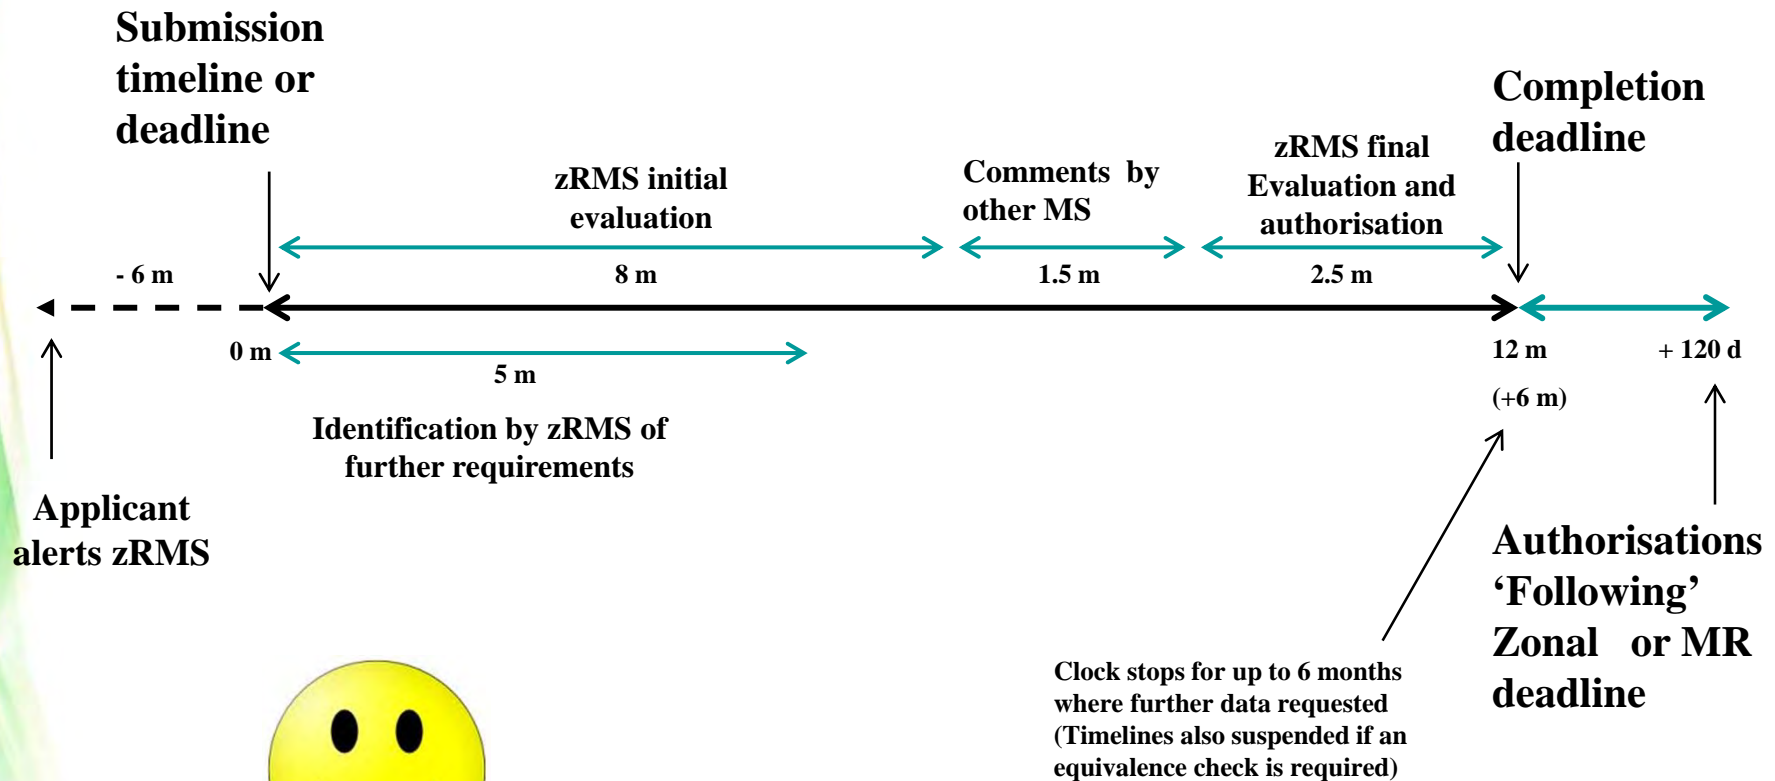 Submission
timeline or
deadline
Completion
deadline
zRMS initial
evaluation
Comments by
other MS
zRMS final
Evaluation and
authorisation
- 6 m
8 m
1.5 m
2.5 m
0 m
5 m
12 m
(+6 m)
+ 120 d
Identification by zRMS of
further requirements
Applicant
alerts zRMS
Clock stops for up to 6 months
where further data requested
(Timelines also suspended if an
equivalence check is required)
Authorisations
‘Following’
Zonal or MR
deadline